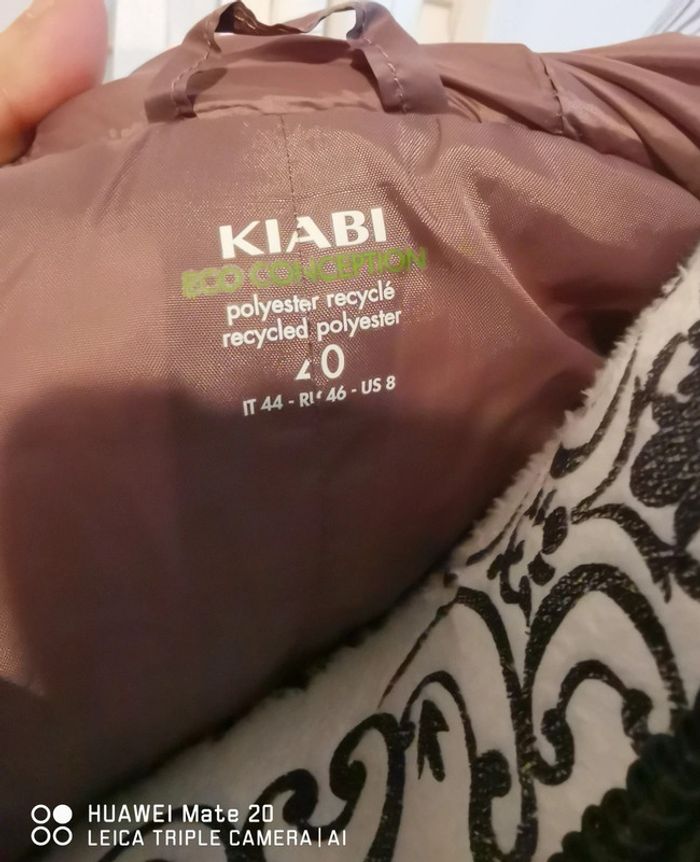 KIABI
ECO CONCEPTION
polyester recyclé
recycled polyester
40
IT 44 - RU 46 - US 8
HUAWEI Mate 20
LEICA TRIPLE CAMERA | AI